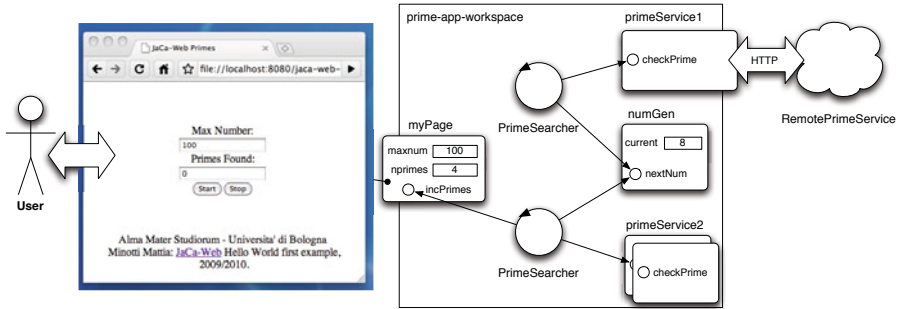 prime-app-workspace
primeService1
JaCa-Web Primes
file://localhost:8080/jaca-web-
checkPrime
HTTP
RemotePrimeService
Max Number:
100
Primes Found:
0
Start Stop
PrimeSearcher
numGen
current 8
nextNum
myPage
maxnum 100
nprimes 4
incPrimes
User
primeService2
checkPrime
PrimeSearcher
Alma Mater Studiorum - Universita' di Bologna
Minotti Mattia: JaCa-Web Hello World first example,
2009/2010.